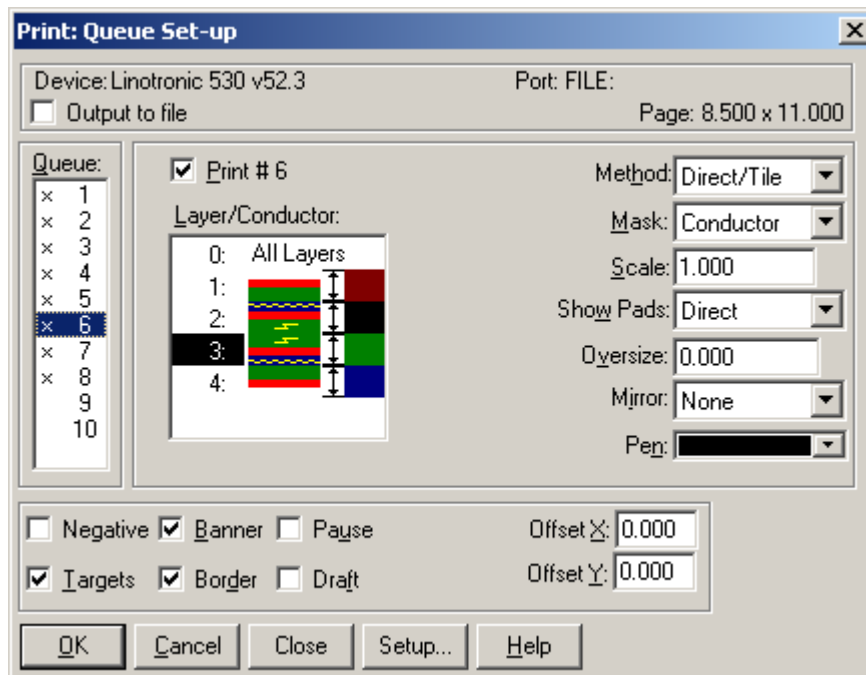 Print: Queue Set-up
Device: Linotronic 530 v52.3 Port: FILE:
Output to file Page: 8.500 x 11.000
Queue:
x 1
x 2
x 3
x 4
x 5
x 6
x 7
x 8
9
10
Print # 6
Layer/Conductor:
0: All Layers
1:
2:
3:
4:
Method: Direct/Tile
Mask: Conductor
Scale: 1.000
Show Pads: Direct
Oversize: 0.000
Mirror: None
Pen:
Negative Banner Pause Offset X: 0.000
Targets Border Draft Offset Y: 0.000
OK Cancel Close Setup... Help